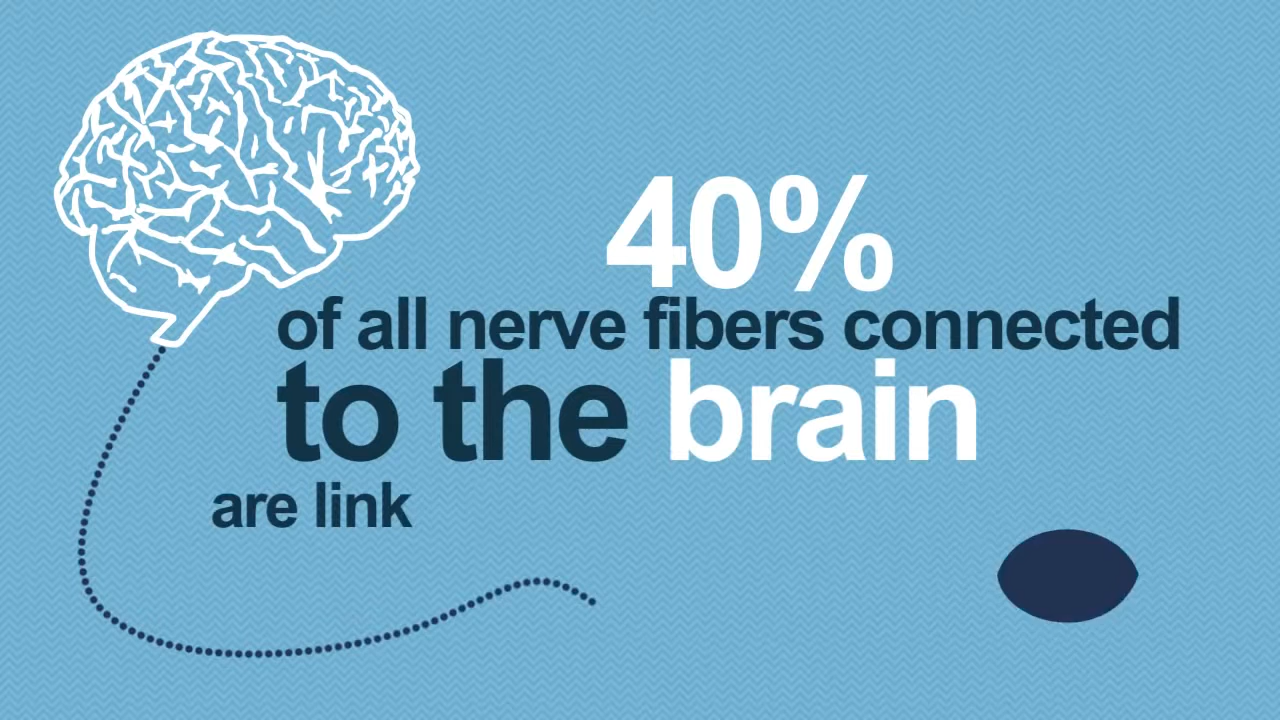 40%
of all nerve fibers connected
to the brain
are link